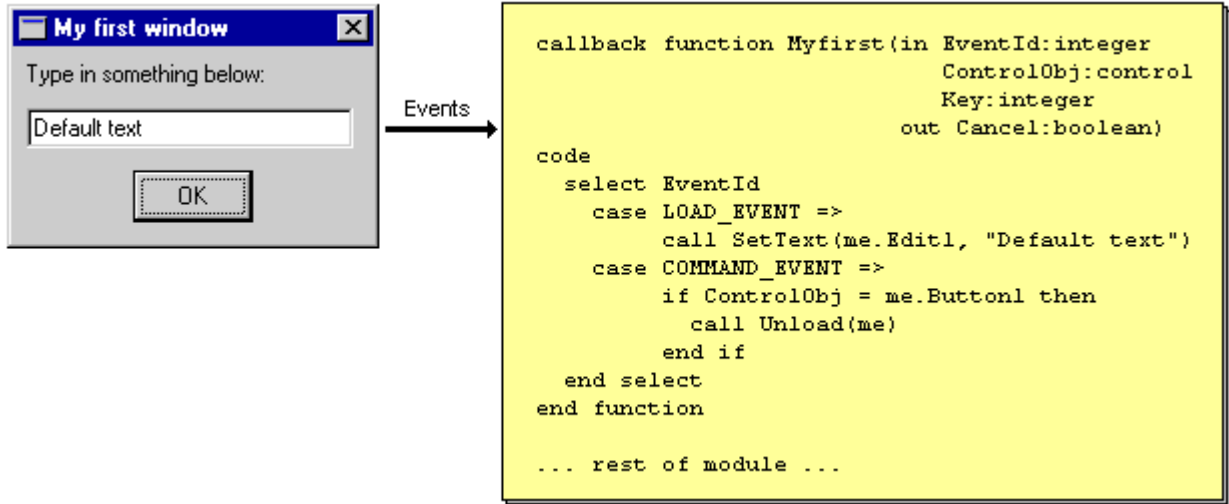 My first window
Type in something below:
Default text
OK
Events
callback function Myfirst(in EventId:integer
ControlObj:control
Key:integer
out Cancel:boolean)
code
select EventId
case LOAD_EVENT =>
call SetText(me.Edit1, "Default text")
case COMMAND_EVENT =>
if ControlObj = me.Button1 then
call Unload(me)
end if
end select
end function
... rest of module ...